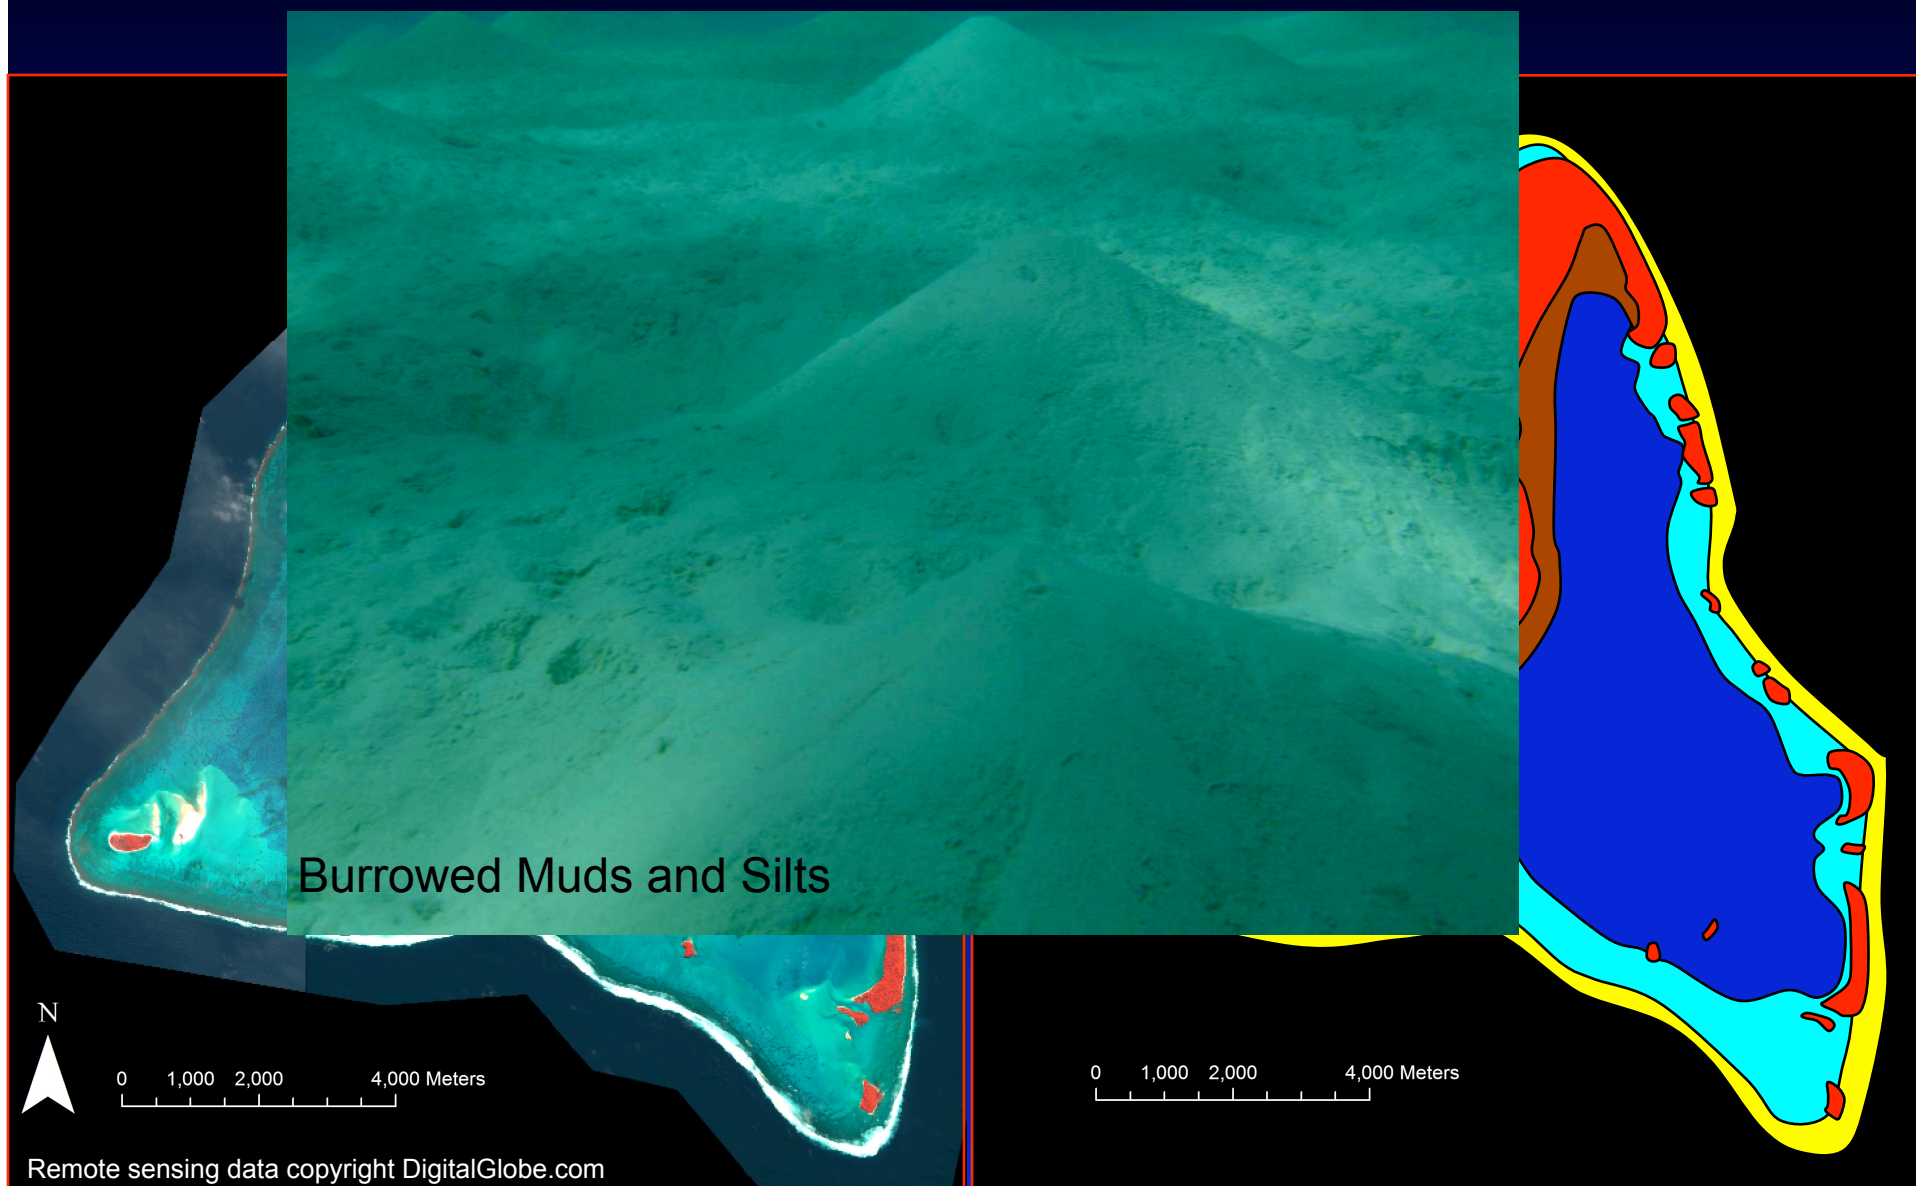 Burrowed Muds and Silts
N
0 1,000 2,000 4,000 Meters
0 1,000 2,000 4,000 Meters
Remote sensing data copyright DigitalGlobe.com